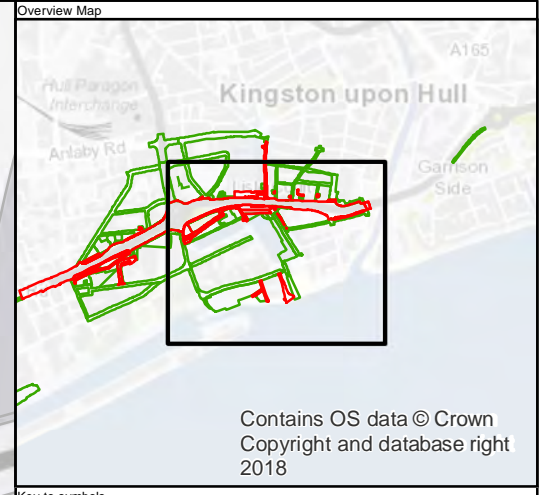 Overview Map
A165
Hull Paragon
Interchange
Kingston upon Hull
Anlaby Rd
Garrison
Side
Contains OS data © Crown
Copyright and database right
2018
Key to symbols